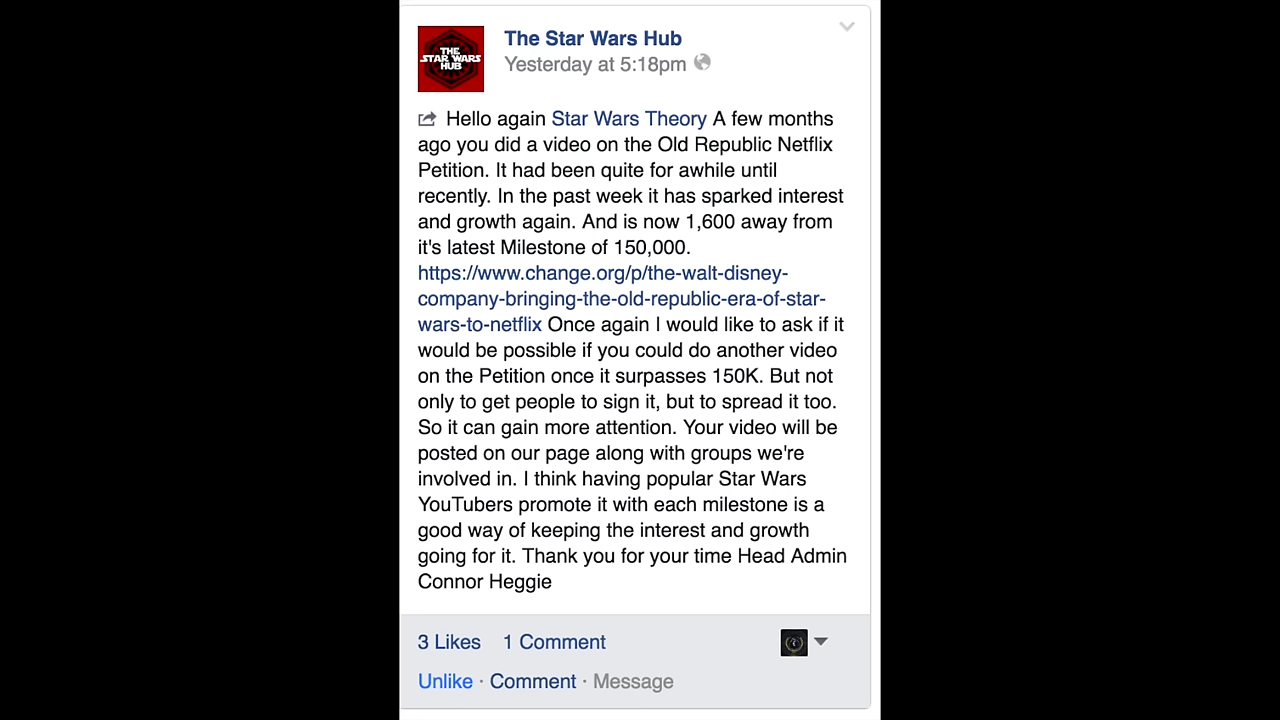 THE
STAR WARS
HUB
The Star Wars Hub
Yesterday at 5:18pm
Hello again Star Wars Theory A few months
ago you did a video on the Old Republic Netflix
Petition. It had been quite for awhile until
recently. In the past week it has sparked interest
and growth again. And is now 1,600 away from
it's latest Milestone of 150,000.
https://www.change.org/p/the-walt-disney-
company-bringing-the-old-republic-era-of-star-
wars-to-netflix Once again I would like to ask if it
would be possible if you could do another video
on the Petition once it surpasses 150K. But not
only to get people to sign it, but to spread it too.
So it can gain more attention. Your video will be
posted on our page along with groups we're
involved in. I think having popular Star Wars
YouTubers promote it with each milestone is a
good way of keeping the interest and growth
going for it. Thank you for your time Head Admin
Connor Heggie
3 Likes 1 Comment
Unlike · Comment · Message